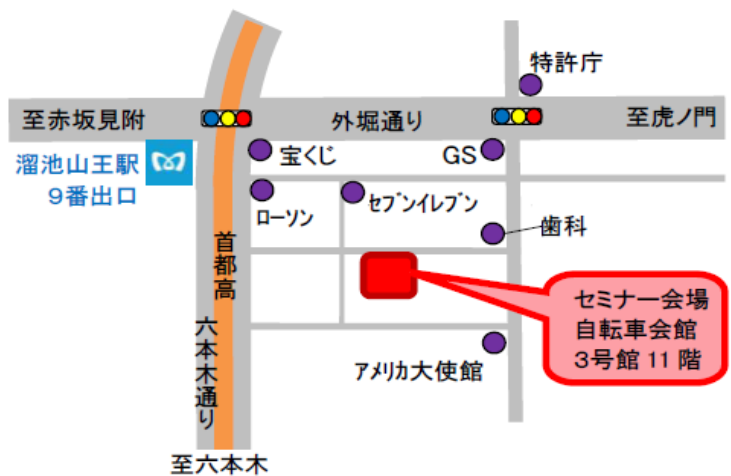 特許庁
至赤坂見附
外堀通り
至虎ノ門
溜池山王駅
9番出口
宝くじ
GS
ローソン
セブンイレブン
歯科
首都高
セミナー会場
自転車会館
3号館 11 階
六本木通り
アメリカ大使館
至六本木